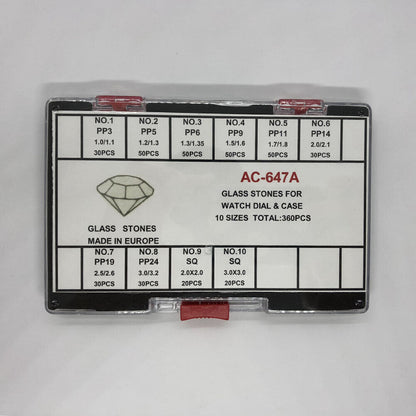 NO.1 NO.2 NO.3 NO.4 NO.5 NO.6
PP3 PP5 PP6 PP9 PP11 PP14
1.0/1.1 1.2/1.3 1.3/1.35 1.5/1.6 1.7/1.8 2.0/2.1
30PCS 50PCS 50PCS 50PCS 50PCS 30PCS
AC-647A
GLASS STONES FOR
WATCH DIAL & CASE
10 SIZES TOTAL:360PCS
GLASS STONES
MADE IN EUROPE
NO.7 NO.8 NO.9 NO.10
PP19 PP24 SQ SQ
2.5/2.6 3.0/3.2 2.0X2.0 3.0X3.0
30PCS 30PCS 20PCS 20PCS